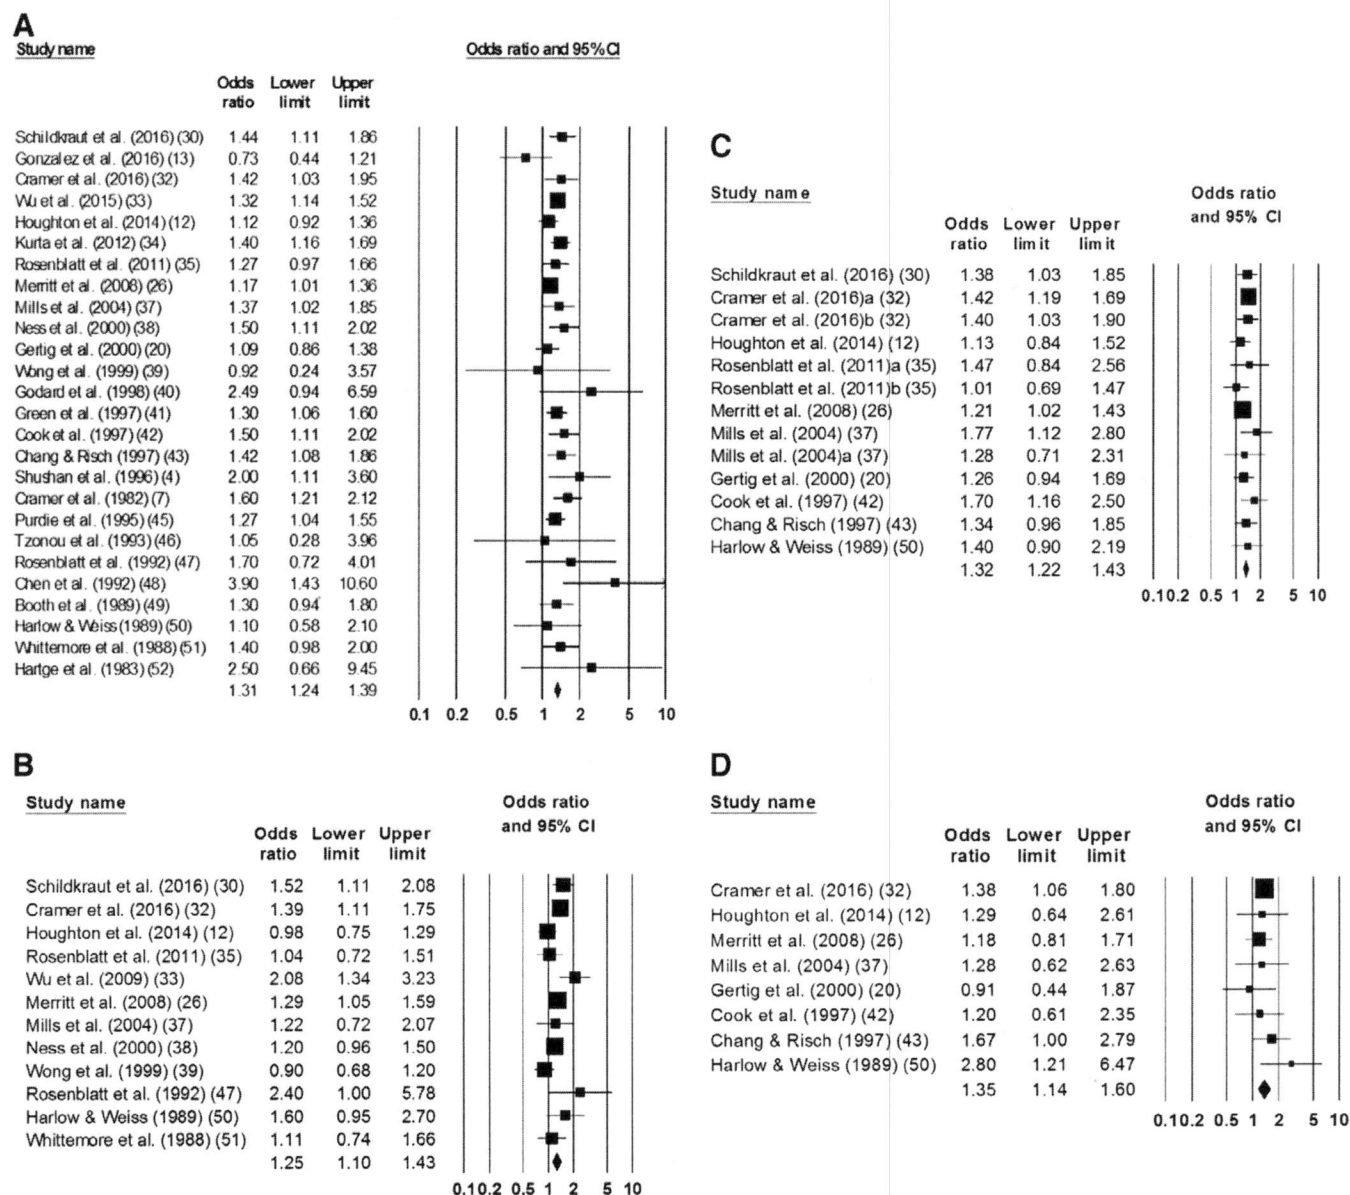 A
Study name Odds ratio and 95%CI
Odds Lower Upper
ratio limit limit
Schildkraut et al. (2016) (30) 1.44 1.11 1.86
Gonzalez et al. (2016) (13) 0.73 0.44 1.21
Cramer et al. (2016) (32) 1.42 1.03 1.95
Wu et al. (2015) (33) 1.32 1.14 1.52
Houghton et al. (2014) (12) 1.12 0.92 1.36
Kurta et al. (2012) (34) 1.40 1.16 1.69
Rosenblatt et al. (2011) (35) 1.27 0.97 1.66
Merritt et al. (2008) (26) 1.17 1.01 1.36
Mills et al. (2004) (37) 1.37 1.02 1.85
Ness et al. (2000) (38) 1.50 1.11 2.02
Gertig et al. (2000) (20) 1.09 0.86 1.38
Wong et al. (1999) (39) 0.92 0.24 3.57
Godard et al. (1998) (40) 2.49 0.94 6.59
Green et al. (1997) (41) 1.30 1.06 1.60
Cook et al. (1997) (42) 1.50 1.11 2.02
Chang & Risch (1997) (43) 1.42 1.08 1.86
Shushan et al. (1996) (4) 2.00 1.11 3.60
Cramer et al. (1982) (7) 1.60 1.21 2.12
Purdie et al. (1995) (45) 1.27 1.04 1.55
Tzonou et al. (1993) (46) 1.05 0.28 3.96
Rosenblatt et al. (1992) (47) 1.70 0.72 4.01
Chen et al. (1992) (48) 3.90 1.43 10.60
Booth et al. (1989) (49) 1.30 0.94 1.80
Harlow & Weiss (1989) (50) 1.10 0.58 2.10
Whittemore et al. (1988) (51) 1.40 0.98 2.00
Hartge et al. (1983) (52) 2.50 0.66 9.45
1.31 1.24 1.39
0.1 0.2 0.5 1 2 5 10
B
Study name Odds ratio
and 95% CI
Odds Lower Upper
ratio limit limit
Schildkraut et al. (2016) (30) 1.52 1.11 2.08
Cramer et al. (2016) (32) 1.39 1.11 1.75
Houghton et al. (2014) (12) 0.98 0.75 1.29
Rosenblatt et al. (2011) (35) 1.04 0.72 1.51
Wu et al. (2009) (33) 2.08 1.34 3.23
Merritt et al. (2008) (26) 1.29 1.05 1.59
Mills et al. (2004) (37) 1.22 0.72 2.07
Ness et al. (2000) (38) 1.20 0.96 1.50
Wong et al. (1999) (39) 0.90 0.68 1.20
Rosenblatt et al. (1992) (47) 2.40 1.00 5.78
Harlow & Weiss (1989) (50) 1.60 0.95 2.70
Whittemore et al. (1988) (51) 1.11 0.74 1.66
1.25 1.10 1.43
0.1 0.2 0.5 1 2 5 10
C
Study name Odds ratio
and 95% CI
Odds Lower Upper
ratio limit limit
Schildkraut et al. (2016) (30) 1.38 1.03 1.85
Cramer et al. (2016)a (32) 1.42 1.19 1.69
Cramer et al. (2016)b (32) 1.40 1.03 1.90
Houghton et al. (2014) (12) 1.13 0.84 1.52
Rosenblatt et al. (2011)a (35) 1.47 0.84 2.56
Rosenblatt et al. (2011)b (35) 1.01 0.69 1.47
Merritt et al. (2008) (26) 1.21 1.02 1.43
Mills et al. (2004) (37) 1.77 1.12 2.80
Mills et al. (2004)a (37) 1.28 0.71 2.31
Gertig et al. (2000) (20) 1.26 0.94 1.69
Cook et al. (1997) (42) 1.70 1.16 2.50
Chang & Risch (1997) (43) 1.34 0.96 1.85
Harlow & Weiss (1989) (50) 1.40 0.90 2.19
1.32 1.22 1.43
0.1 0.2 0.5 1 2 5 10
D
Study name Odds ratio
and 95% CI
Odds Lower Upper
ratio limit limit
Cramer et al. (2016) (32) 1.38 1.06 1.80
Houghton et al. (2014) (12) 1.29 0.64 2.61
Merritt et al. (2008) (26) 1.18 0.81 1.71
Mills et al. (2004) (37) 1.28 0.62 2.63
Gertig et al. (2000) (20) 0.91 0.44 1.87
Cook et al. (1997) (42) 1.20 0.61 2.35
Chang & Risch (1997) (43) 1.67 1.00 2.79
Harlow & Weiss (1989) (50) 2.80 1.21 6.47
1.35 1.14 1.60
0.1 0.2 0.5 1 2 5 10